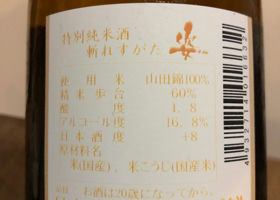 特別純米酒
斬れすがた
姿
使用米 山田錦100%
精米歩合 60%
酸度 1.8
アルコール度 16.8%
日本酒度 +8
原材料名
米(国産)、米こうじ(国産米)
お酒は20歳になってから。
4932714016632